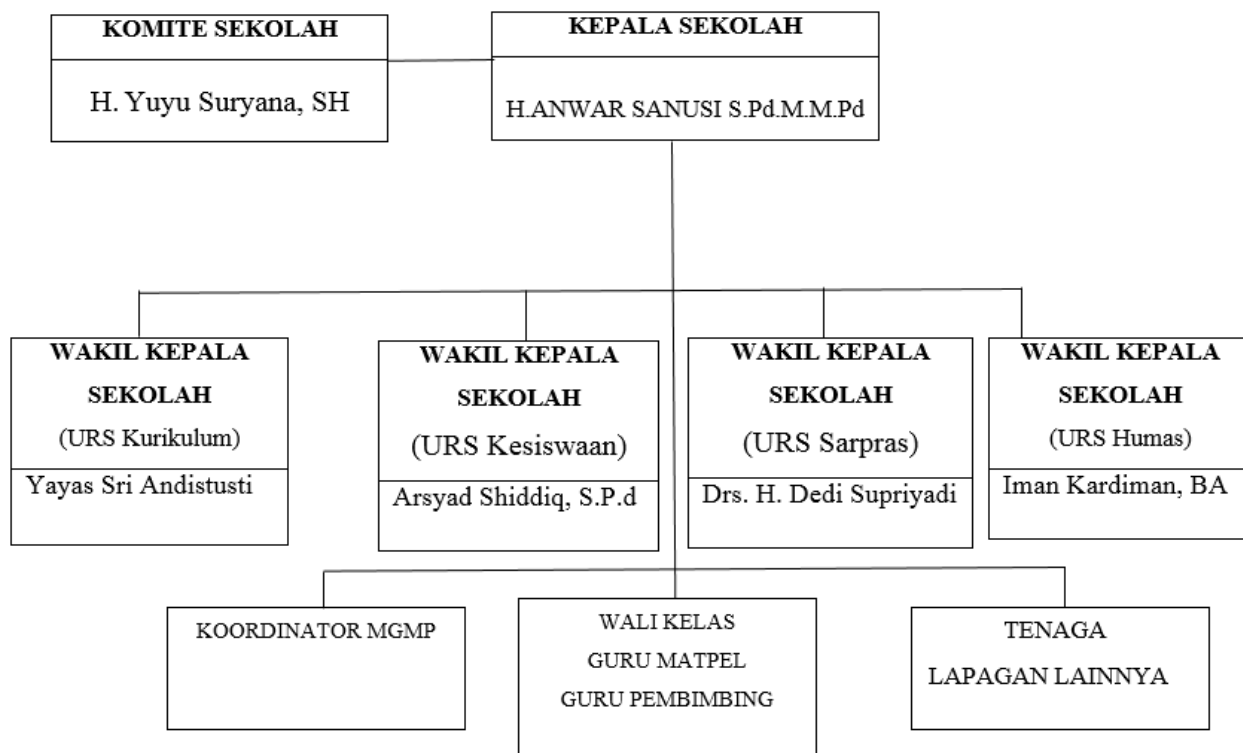 KOMITE SEKOLAH
H. Yuyu Suryana, SH
KEPALA SEKOLAH
H.ANWAR SANUSI S.Pd.M.M.Pd
WAKIL KEPALA
SEKOLAH
(URS Kurikulum)
Yayas Sri Andistusti
WAKIL KEPALA
SEKOLAH
(URS Kesiswaan)
Arsyad Shiddiq, S.P.d
WAKIL KEPALA
SEKOLAH
(URS Sarpras)
Drs. H. Dedi Supriyadi
WAKIL KEPALA
SEKOLAH
(URS Humas)
Iman Kardiman, BA
KOORDINATOR MGMP
WALI KELAS
GURU MATPEL
GURU PEMBIMBING
TENAGA
LAPAGAN LAINNYA